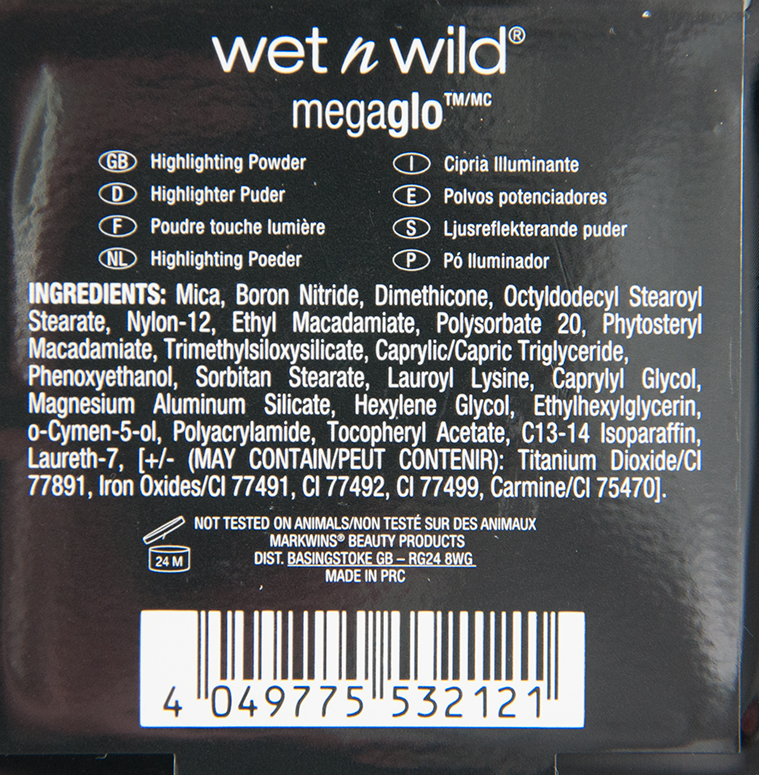 wet n wild®
megaglo™/MC
GB Highlighting Powder
D Highlighter Puder
F Poudre touche lumière
NL Highlighting Poeder
I Cipria Illuminante
E Polvos potenciadores
S Ljusreflekterande puder
P Pó Iluminador
INGREDIENTS: Mica, Boron Nitride, Dimethicone, Octyldodecyl Stearoyl
Stearate, Nylon-12, Ethyl Macadamiate, Polysorbate 20, Phytosteryl
Macadamiate, Trimethylsiloxysilicate, Caprylic/Capric Triglyceride,
Phenoxyethanol, Sorbitan Stearate, Lauroyl Lysine, Caprylyl Glycol,
Magnesium Aluminum Silicate, Hexylene Glycol, Ethylhexylglycerin,
o-Cymen-5-ol, Polyacrylamide, Tocopheryl Acetate, C13-14 Isoparaffin,
Laureth-7, [+/- (MAY CONTAIN/PEUT CONTENIR): Titanium Dioxide/CI
77891, Iron Oxides/CI 77491, CI 77492, CI 77499, Carmine/CI 75470].
24 M
NOT TESTED ON ANIMALS/NON TESTÉ SUR DES ANIMAUX
MARKWINS® BEAUTY PRODUCTS
DIST. BASINGSTOKE GB – RG24 8WG
MADE IN PRC
4 049775 532121